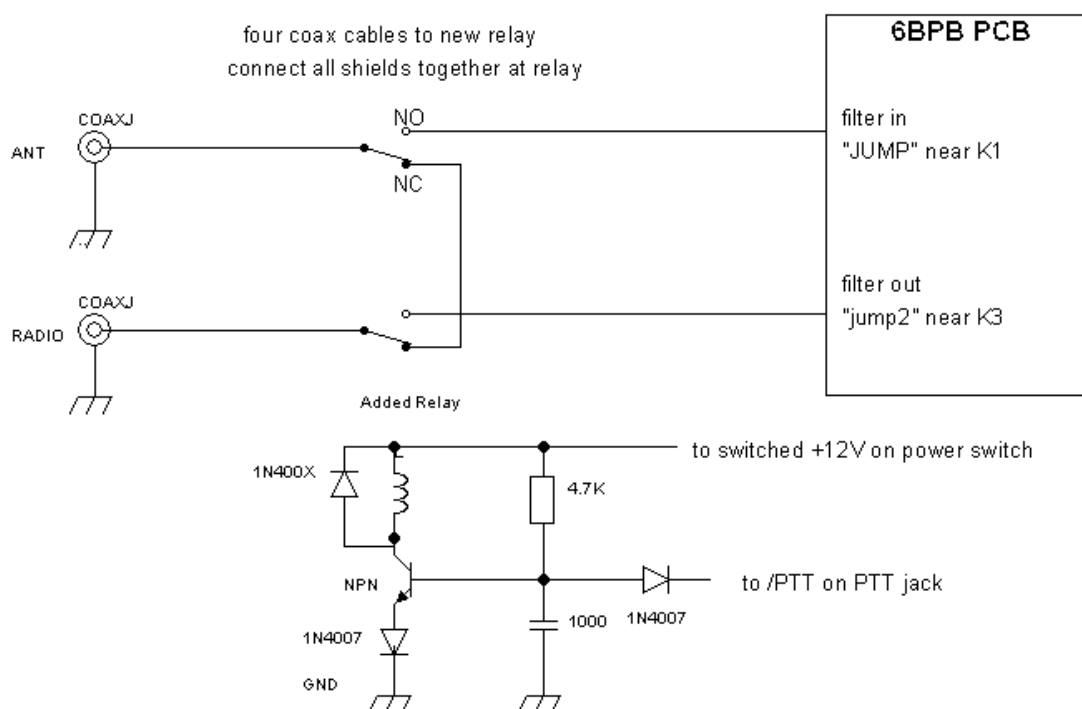 four coax cables to new relay
connect all shields together at relay
6BPB PCB
COAXJ
ANT
NO
NC
filter in
"JUMP" near K1
COAXJ
RADIO
filter out
"jump2" near K3
Added Relay
to switched +12V on power switch
1N400X
4.7K
NPN
to /PTT on PTT jack
1N4007
1000
1N4007
GND